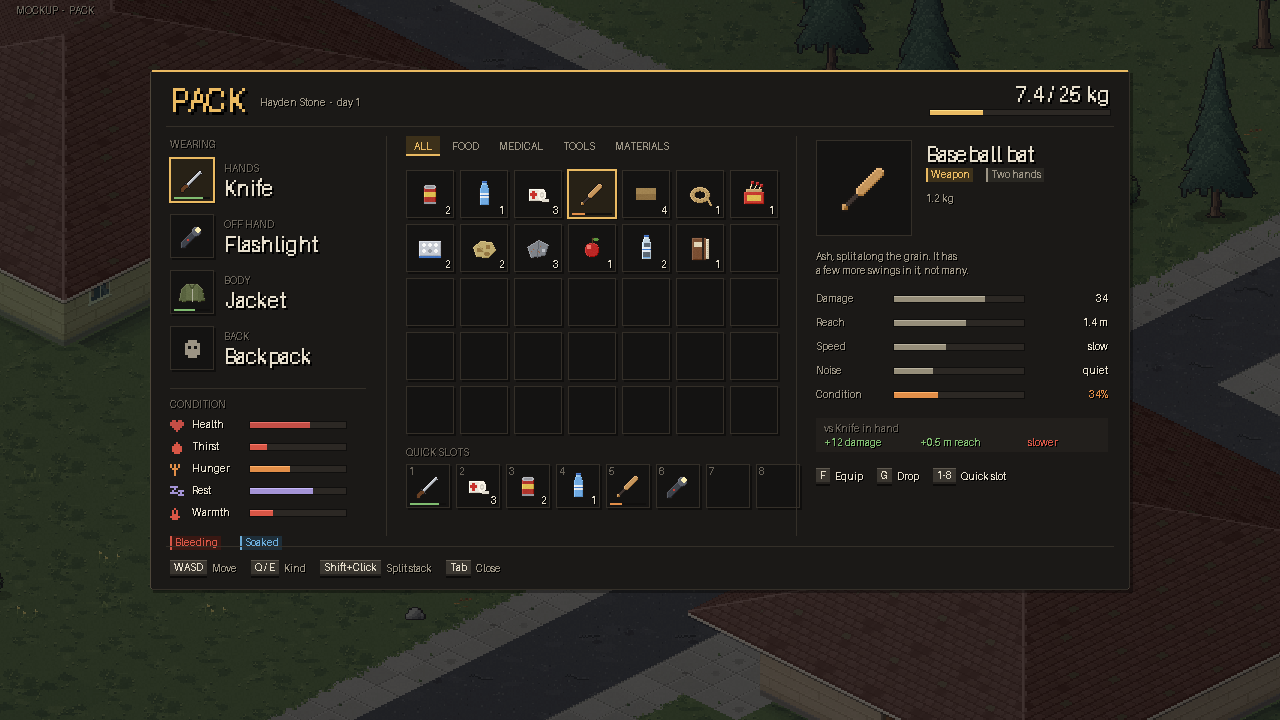 MOCKUP - PACK
PACK
Hayden Stone - day 1
7.4 / 25 kg
WEARING
HANDS
Knife
OFF HAND
Flashlight
BODY
Jacket
BACK
Backpack
CONDITION
Health
Thirst
Hunger
Rest
Warmth
Bleeding
Soaked
ALL FOOD MEDICAL TOOLS MATERIALS
2 1 3 4 1 1
2 2 3 1 2 1
QUICK SLOTS
1 2 3 4 5 6 7 8
3 2 1
Baseball bat
Weapon
Two hands
1.2 kg
Ash, split along the grain. It has
a few more swings in it, not many.
Damage 34
Reach 1.4 m
Speed slow
Noise quiet
Condition 34%
vs Knife in hand
+12 damage +0.5 m reach slower
F Equip G Drop 1-8 Quick slot
WASD Move Q / E Kind Shift+Click Split stack Tab Close